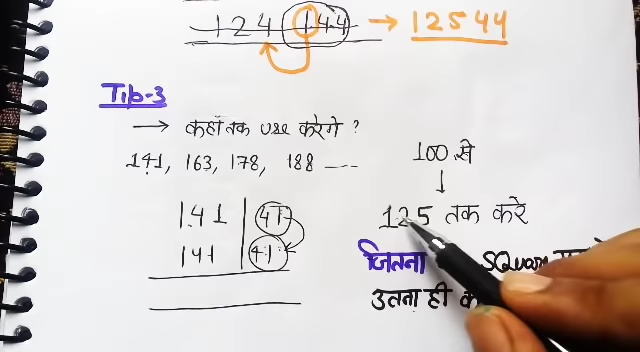 124 144 → 12544
Tip-3
→ कहाँ तक use करेगे ?
141, 163, 178, 188 ----
100 से
↓
125 तक करे
141 | 41
141 | 41
जितना square
उतना ही